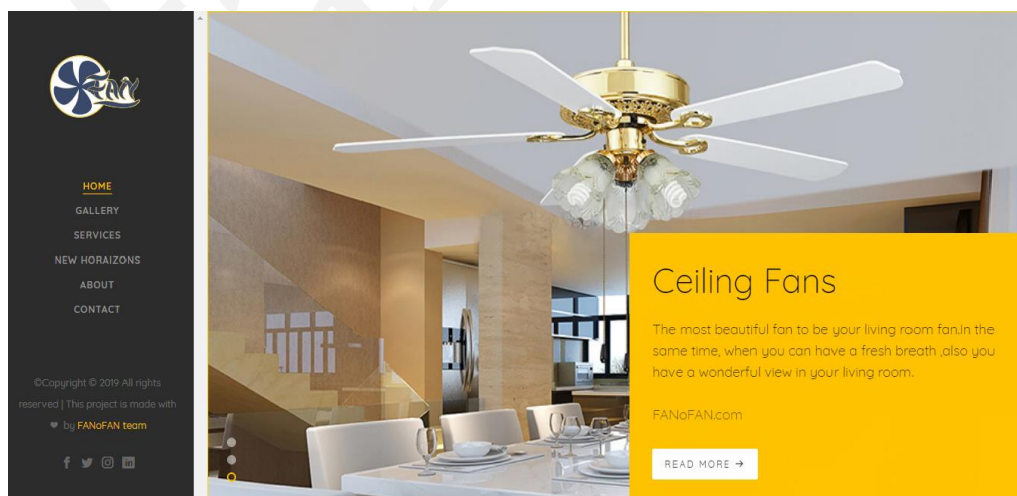 FAN
HOME
GALLERY
SERVICES
NEW HORAIZONS
ABOUT
CONTACT
©Copyright © 2019 All rights
reserved | This project is made with
♥ by FANoFAN team
Ceiling Fans
The most beautiful fan to be your living room fan.In the
same time, when you can have a fresh breath ,also you
have a wonderful view in your living room.
FANoFAN.com
READ MORE →